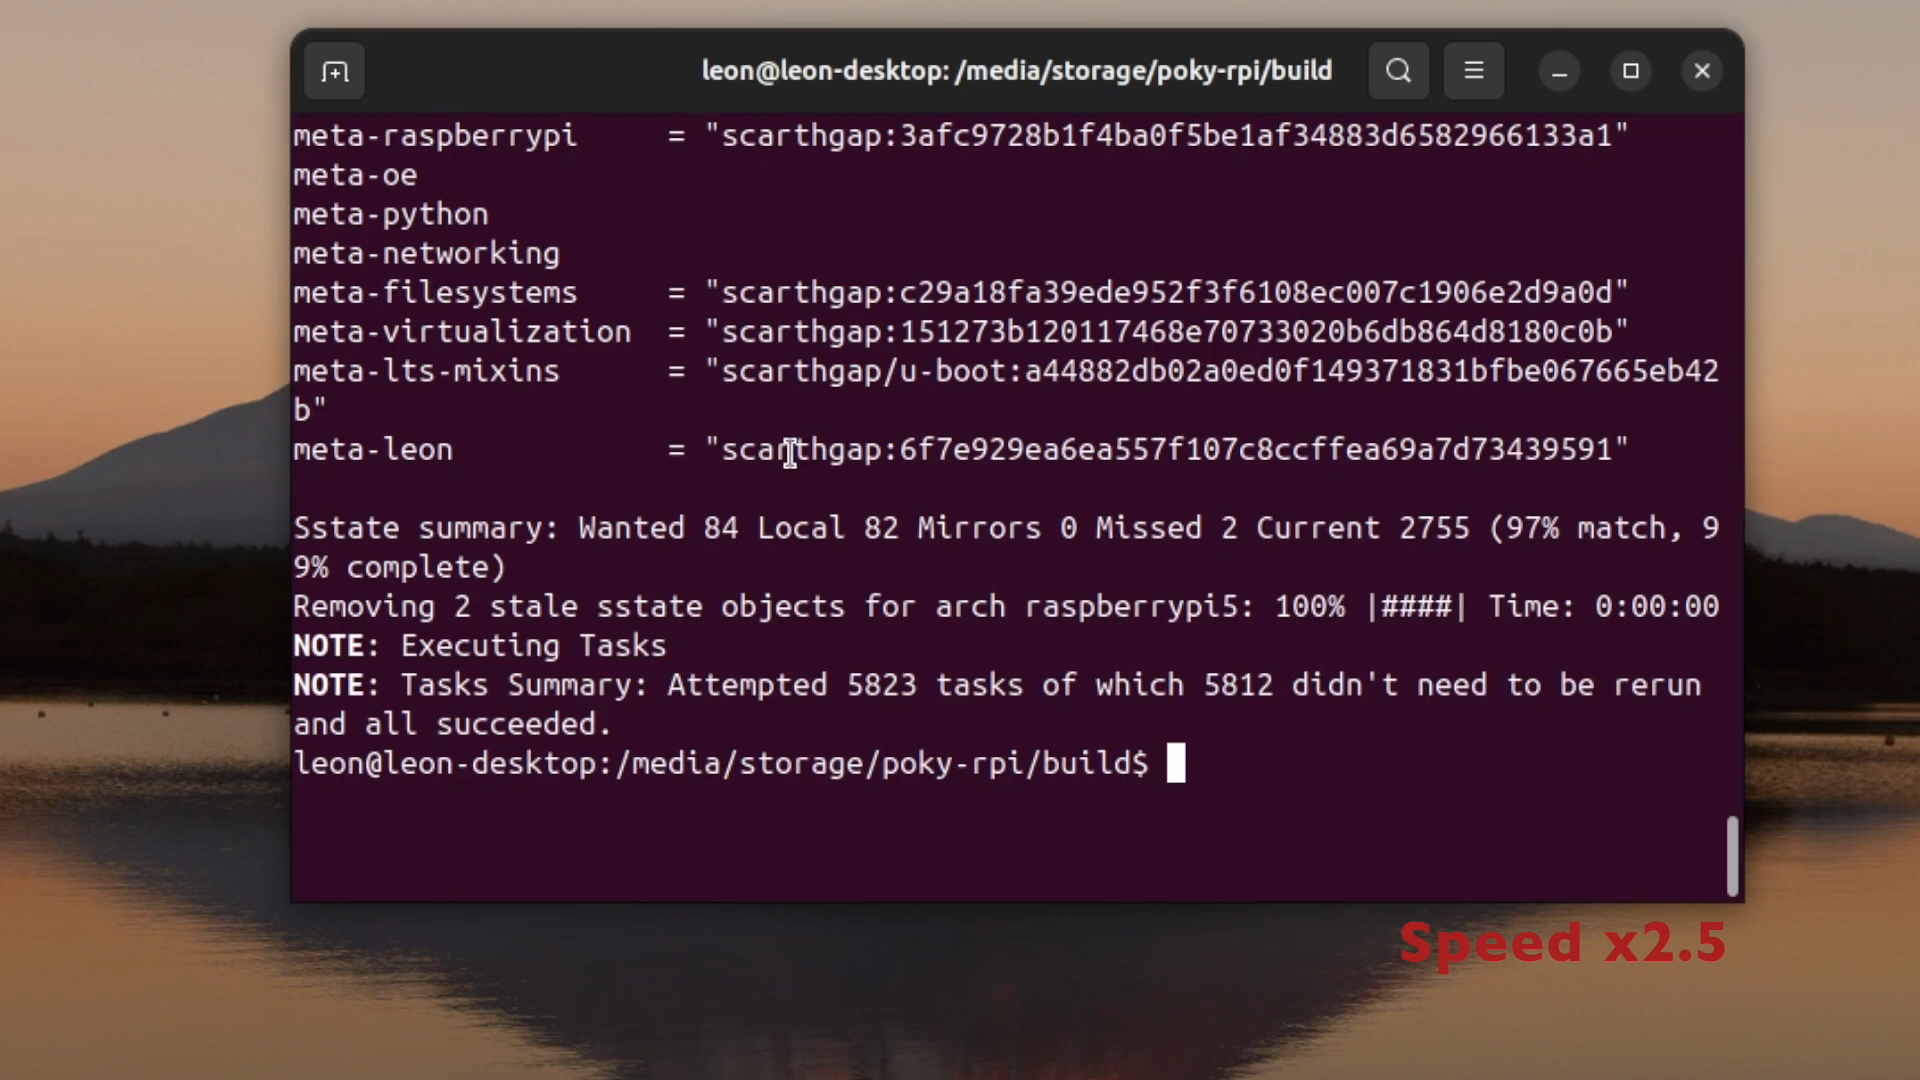 leon@leon-desktop: /media/storage/poky-rpi/build
meta-raspberrypi     = "scarthgap:3afc9728b1f4ba0f5be1af34883d6582966133a1"
meta-oe
meta-python
meta-networking
meta-filesystems     = "scarthgap:c29a18fa39ede952f3f6108ec007c1906e2d9a0d"
meta-virtualization  = "scarthgap:151273b120117468e70733020b6db864d8180c0b"
meta-lts-mixins      = "scarthgap/u-boot:a44882db02a0ed0f149371831bfbe067665eb42
b"
meta-leon            = "scarthgap:6f7e929ea6ea557f107c8ccffea69a7d73439591"
Sstate summary: Wanted 84 Local 82 Mirrors 0 Missed 2 Current 2755 (97% match, 9
9% complete)
Removing 2 stale sstate objects for arch raspberrypi5: 100% |####| Time: 0:00:00
NOTE: Executing Tasks
NOTE: Tasks Summary: Attempted 5823 tasks of which 5812 didn't need to be rerun
and all succeeded.
leon@leon-desktop:/media/storage/poky-rpi/build$
Speed x2.5